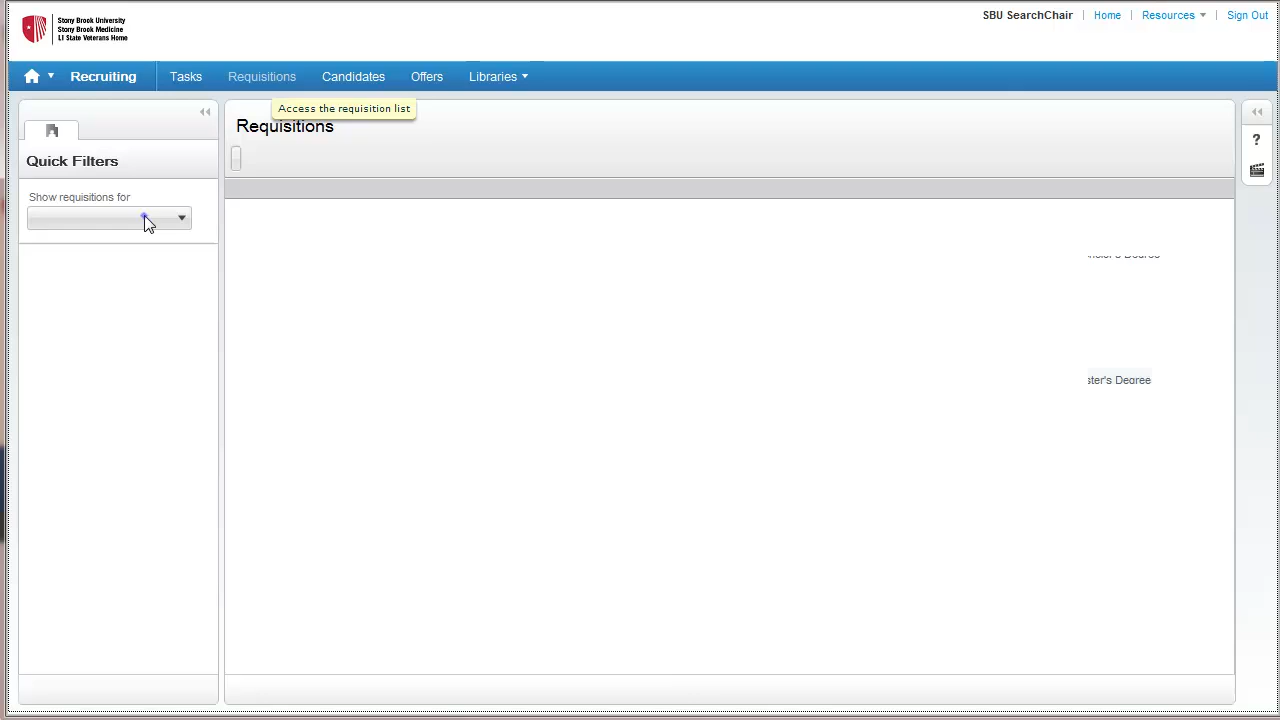 Stony Brook University
Stony Brook Medicine
LI State Veterans Home
SBU SearchChair
Home
Resources
Sign Out
Recruiting
Tasks
Requisitions
Candidates
Offers
Libraries
Access the requisition list
Requisitions
Quick Filters
Show requisitions for
?
Degree
ster's Degree